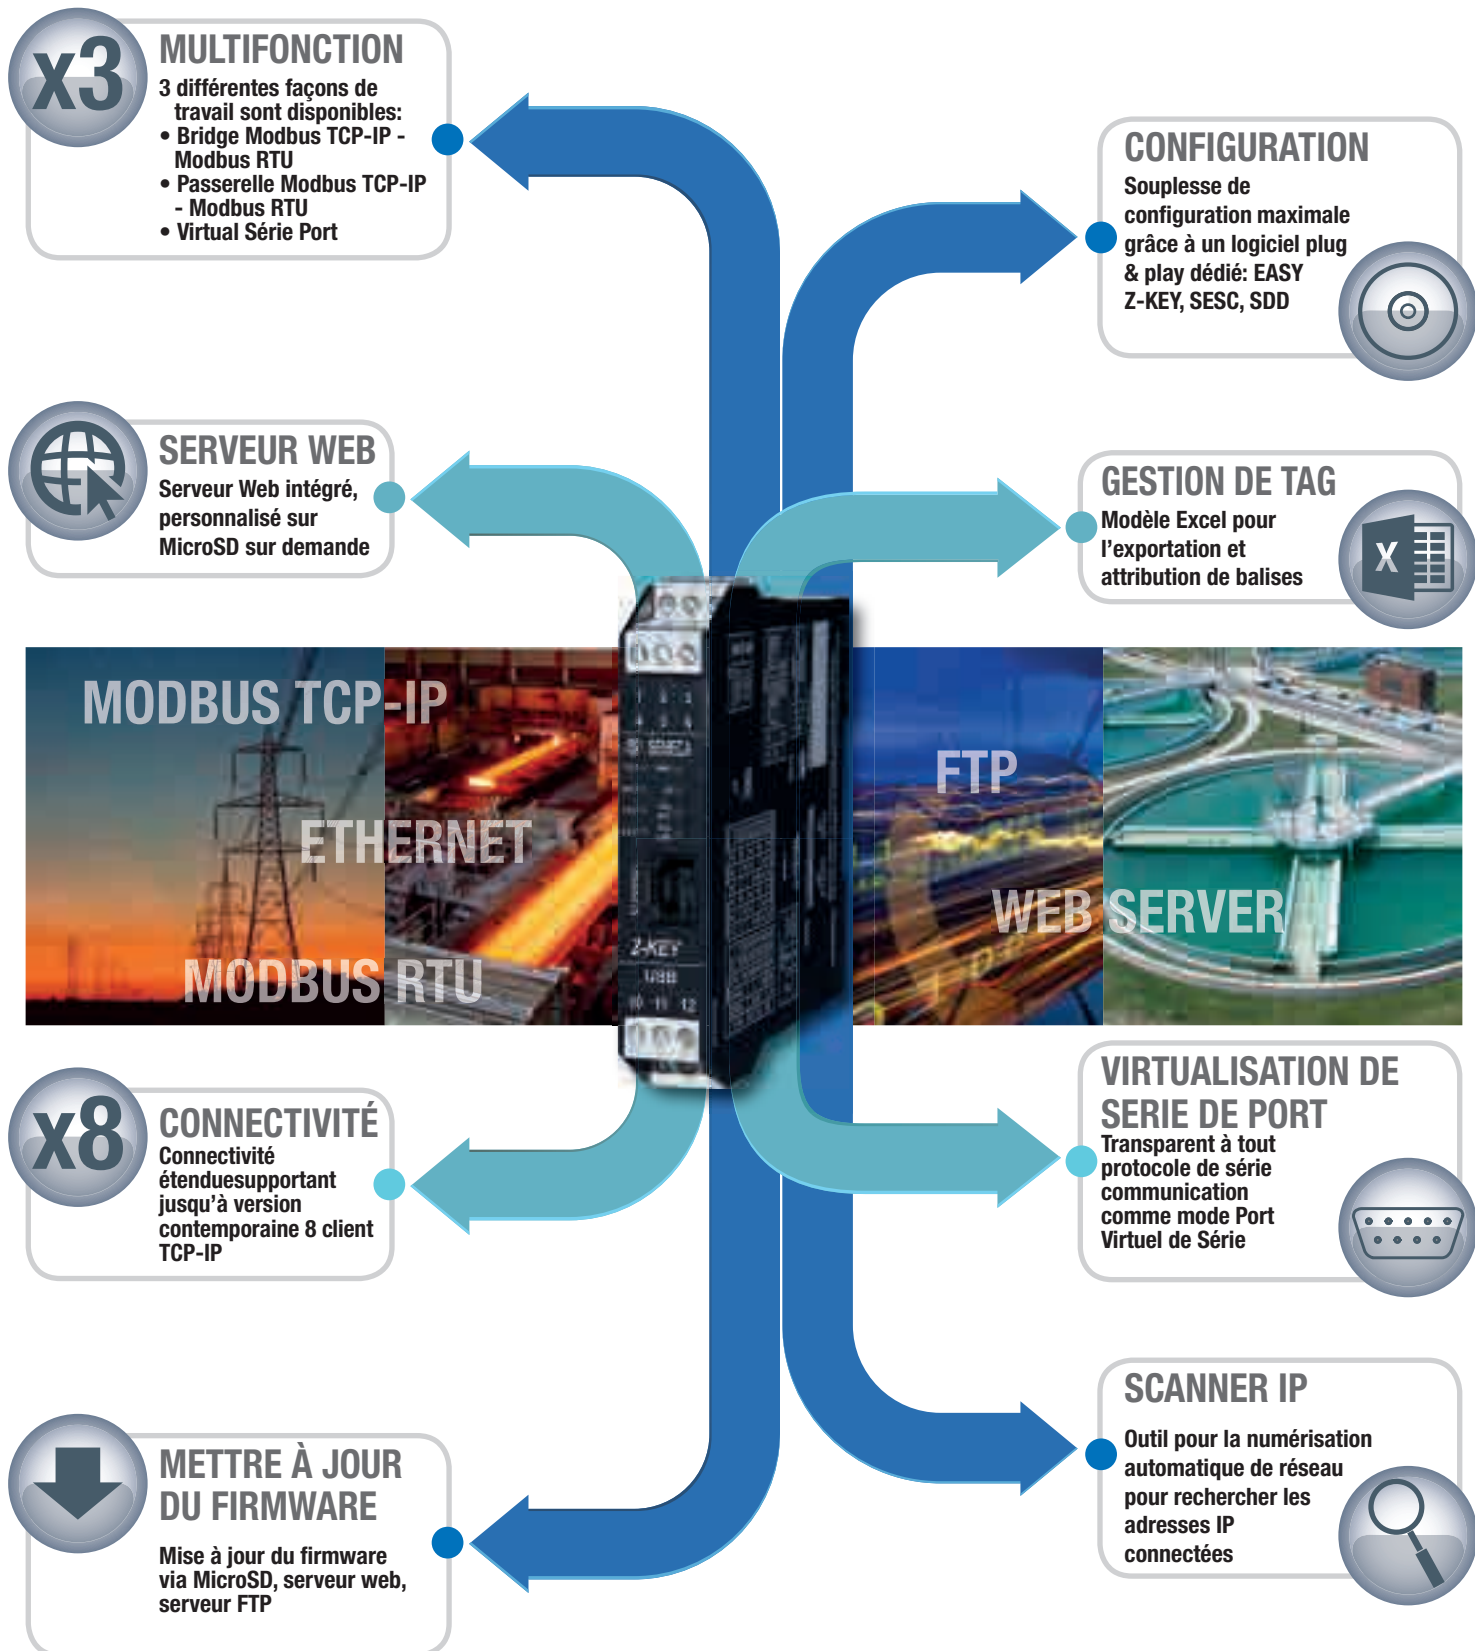 x3
MULTIFONCTION
3 différentes façons de
travail sont disponibles:
• Bridge Modbus TCP-IP -
Modbus RTU
• Passerelle Modbus TCP-IP
- Modbus RTU
• Virtual Série Port
CONFIGURATION
Souplesse de
configuration maximale
grâce à un logiciel plug
& play dédié: EASY
Z-KEY, SESC, SDD
SERVEUR WEB
Serveur Web intégré,
personnalisé sur
MicroSD sur demande
GESTION DE TAG
Modèle Excel pour
l’exportation et
attribution de balises
X
MODBUS TCP-IP
ETHERNET
MODBUS RTU
FTP
WEB SERVER
Z-KEY
USB
10 11 12
x8
CONNECTIVITÉ
Connectivité
étenduesupportant
jusqu’à version
contemporaine 8 client
TCP-IP
VIRTUALISATION DE
SERIE DE PORT
Transparent à tout
protocole de série
communication
comme mode Port
Virtuel de Série
METTRE À JOUR
DU FIRMWARE
Mise à jour du firmware
via MicroSD, serveur web,
serveur FTP
SCANNER IP
Outil pour la numérisation
automatique de réseau
pour rechercher les
adresses IP
connectées